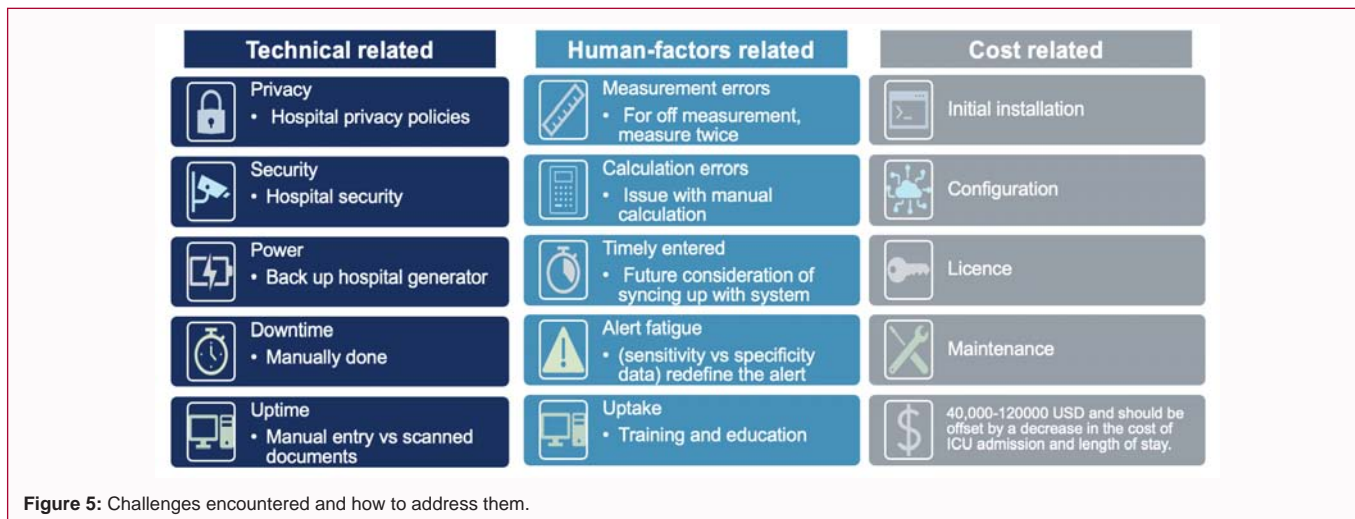 Technical related
Privacy
• Hospital privacy policies
Security
• Hospital security
Power
• Back up hospital generator
Downtime
• Manually done
Uptime
• Manual entry vs scanned
documents
Human-factors related
Measurement errors
• For off measurement,
measure twice
Calculation errors
• Issue with manual
calculation
Timely entered
• Future consideration of
syncing up with system
Alert fatigue
• (sensitivity vs specificity
data) redefine the alert
Uptake
• Training and education
Cost related
Initial installation
Configuration
Licence
Maintenance
40,000-120000 USD and should be
offset by a decrease in the cost of
ICU admission and length of stay.
Figure 5: Challenges encountered and how to address them.